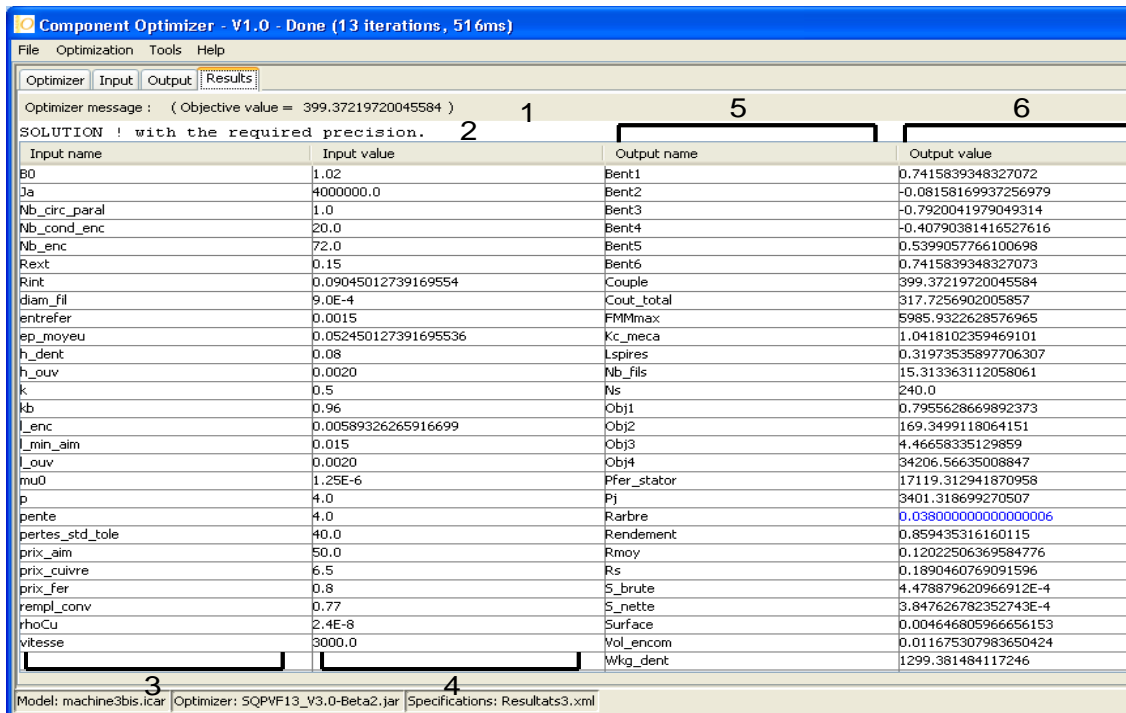 Component Optimizer - V1.0 - Done (13 iterations, 516ms)
File Optimization Tools Help
Optimizer Input Output Results
Optimizer message : ( Objective value = 399.37219720045584 ) 1 5 6
SOLUTION ! with the required precision. 2
Input name Input value Output name Output value
B0 1.02 Bent1 0.7415839348327072
Ja 4000000.0 Bent2 -0.08158169937256979
Nb_circ_paral 1.0 Bent3 -0.7920041979049314
Nb_cond_enc 20.0 Bent4 -0.40790381416527616
Nb_enc 72.0 Bent5 0.5399057766100698
Rext 0.15 Bent6 0.7415839348327073
Rint 0.09045012739169554 Couple 399.37219720045584
diam_fil 9.0E-4 Cout_total 317.7256902005857
entrefer 0.0015 FMMmax 5985.9322628576965
ep_moyeu 0.052450127391695536 Kc_meca 1.0418102359469101
h_dent 0.08 Lspires 0.31973535897706307
h_ouv 0.0020 Nb_fils 15.313363112058061
k 0.5 Ns 240.0
kb 0.96 Obj1 0.7955628669892373
l_enc 0.00589326265916699 Obj2 169.3499118064151
l_min_aim 0.015 Obj3 4.46658335129859
l_ouv 0.0020 Obj4 34206.56635008847
mu0 1.25E-6 Pfer_stator 17119.312941870958
p 4.0 Pj 3401.318699270507
pente 4.0 Rarbre 0.038000000000000006
pertes_std_tole 40.0 Rendement 0.859435316160115
prix_aim 50.0 Rmoy 0.12022506369584776
prix_cuivre 6.5 Rs 0.1890460769091596
prix_fer 0.8 S_brute 4.478879620966912E-4
rempl_conv 0.77 S_nette 3.847626782352743E-4
rhoCu 2.4E-8 Surface 0.004646805966656153
vitesse 3000.0 Vol_encom 0.011675307983650424
Wkg_dent 1299.381484117246
3 4
Model: machine3bis.icar Optimizer: SQPVF13_V3.0-Beta2.jar Specifications: Resultats3.xml